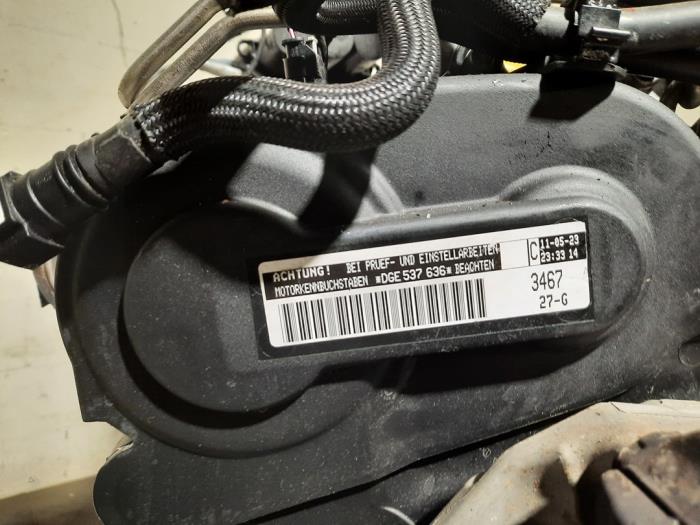 ACHTUNG! BEI PRUEF- UND EINSTELLARBEITEN
MOTORKENNBUCHSTABEN *DGE 537 636* BEACHTEN
C
11-05-23
23:33 14
3467
27-G